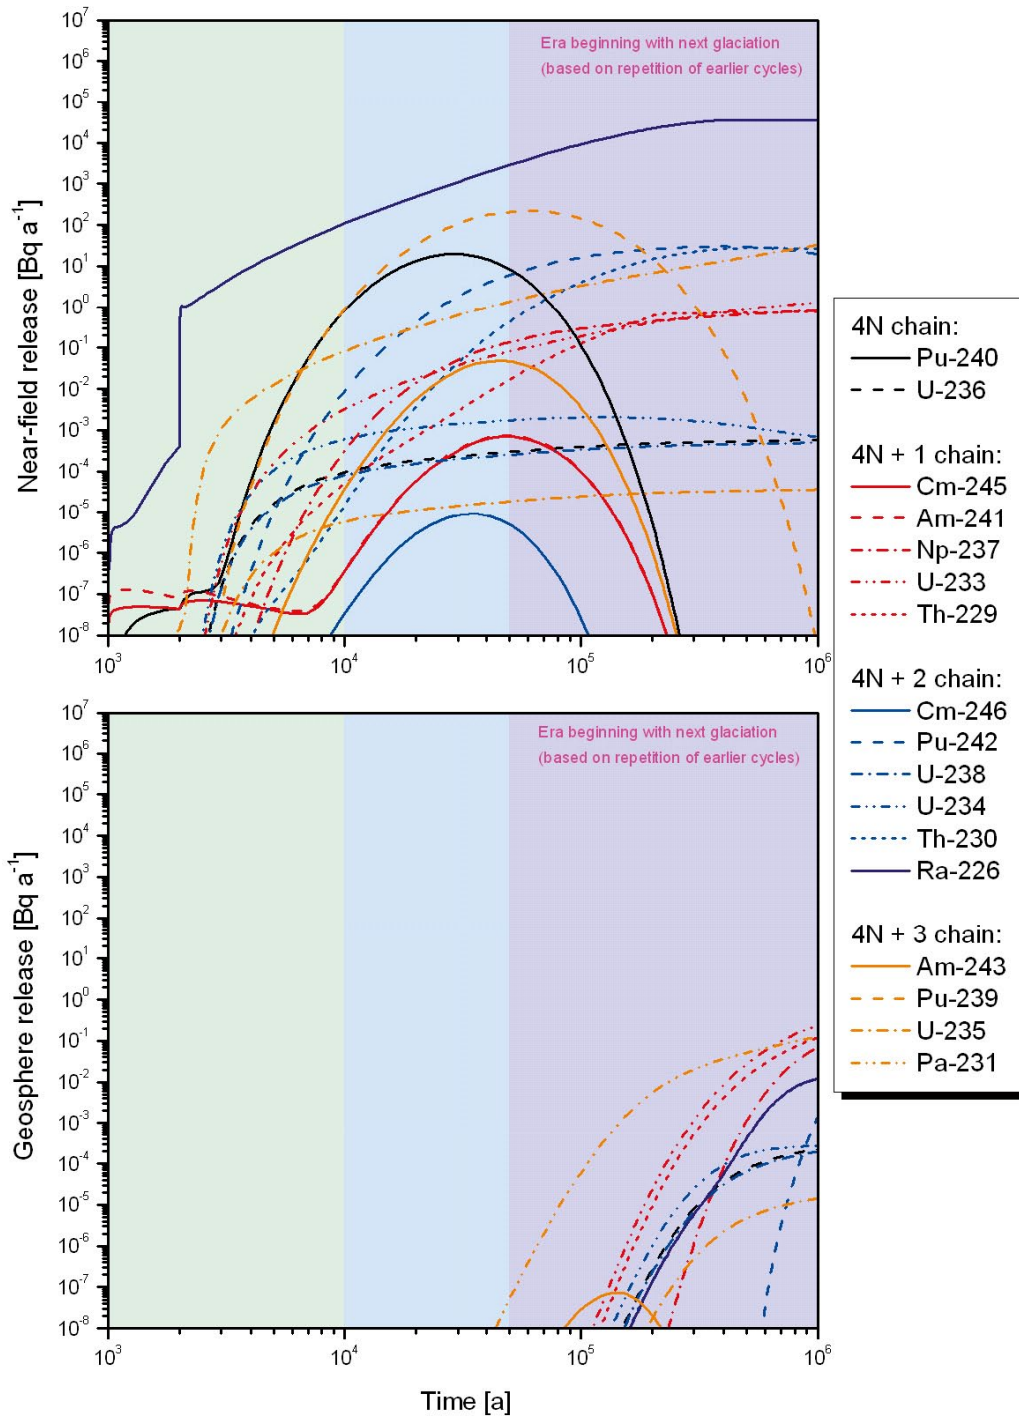 10^7
10^6
10^5
10^4
10^3
10^2
10^1
10^0
10^-1
10^-2
10^-3
10^-4
10^-5
10^-6
10^-7
10^-8
Near-field release [Bq a^-1]
Era beginning with next glaciation
(based on repetition of earlier cycles)
10^3
10^4
10^5
10^6
10^7
10^6
10^5
10^4
10^3
10^2
10^1
10^0
10^-1
10^-2
10^-3
10^-4
10^-5
10^-6
10^-7
10^-8
Geosphere release [Bq a^-1]
Era beginning with next glaciation
(based on repetition of earlier cycles)
10^3
10^4
10^5
10^6
Time [a]
4N chain:
Pu-240
U-236
4N + 1 chain:
Cm-245
Am-241
Np-237
U-233
Th-229
4N + 2 chain:
Cm-246
Pu-242
U-238
U-234
Th-230
Ra-226
4N + 3 chain:
Am-243
Pu-239
U-235
Pa-231